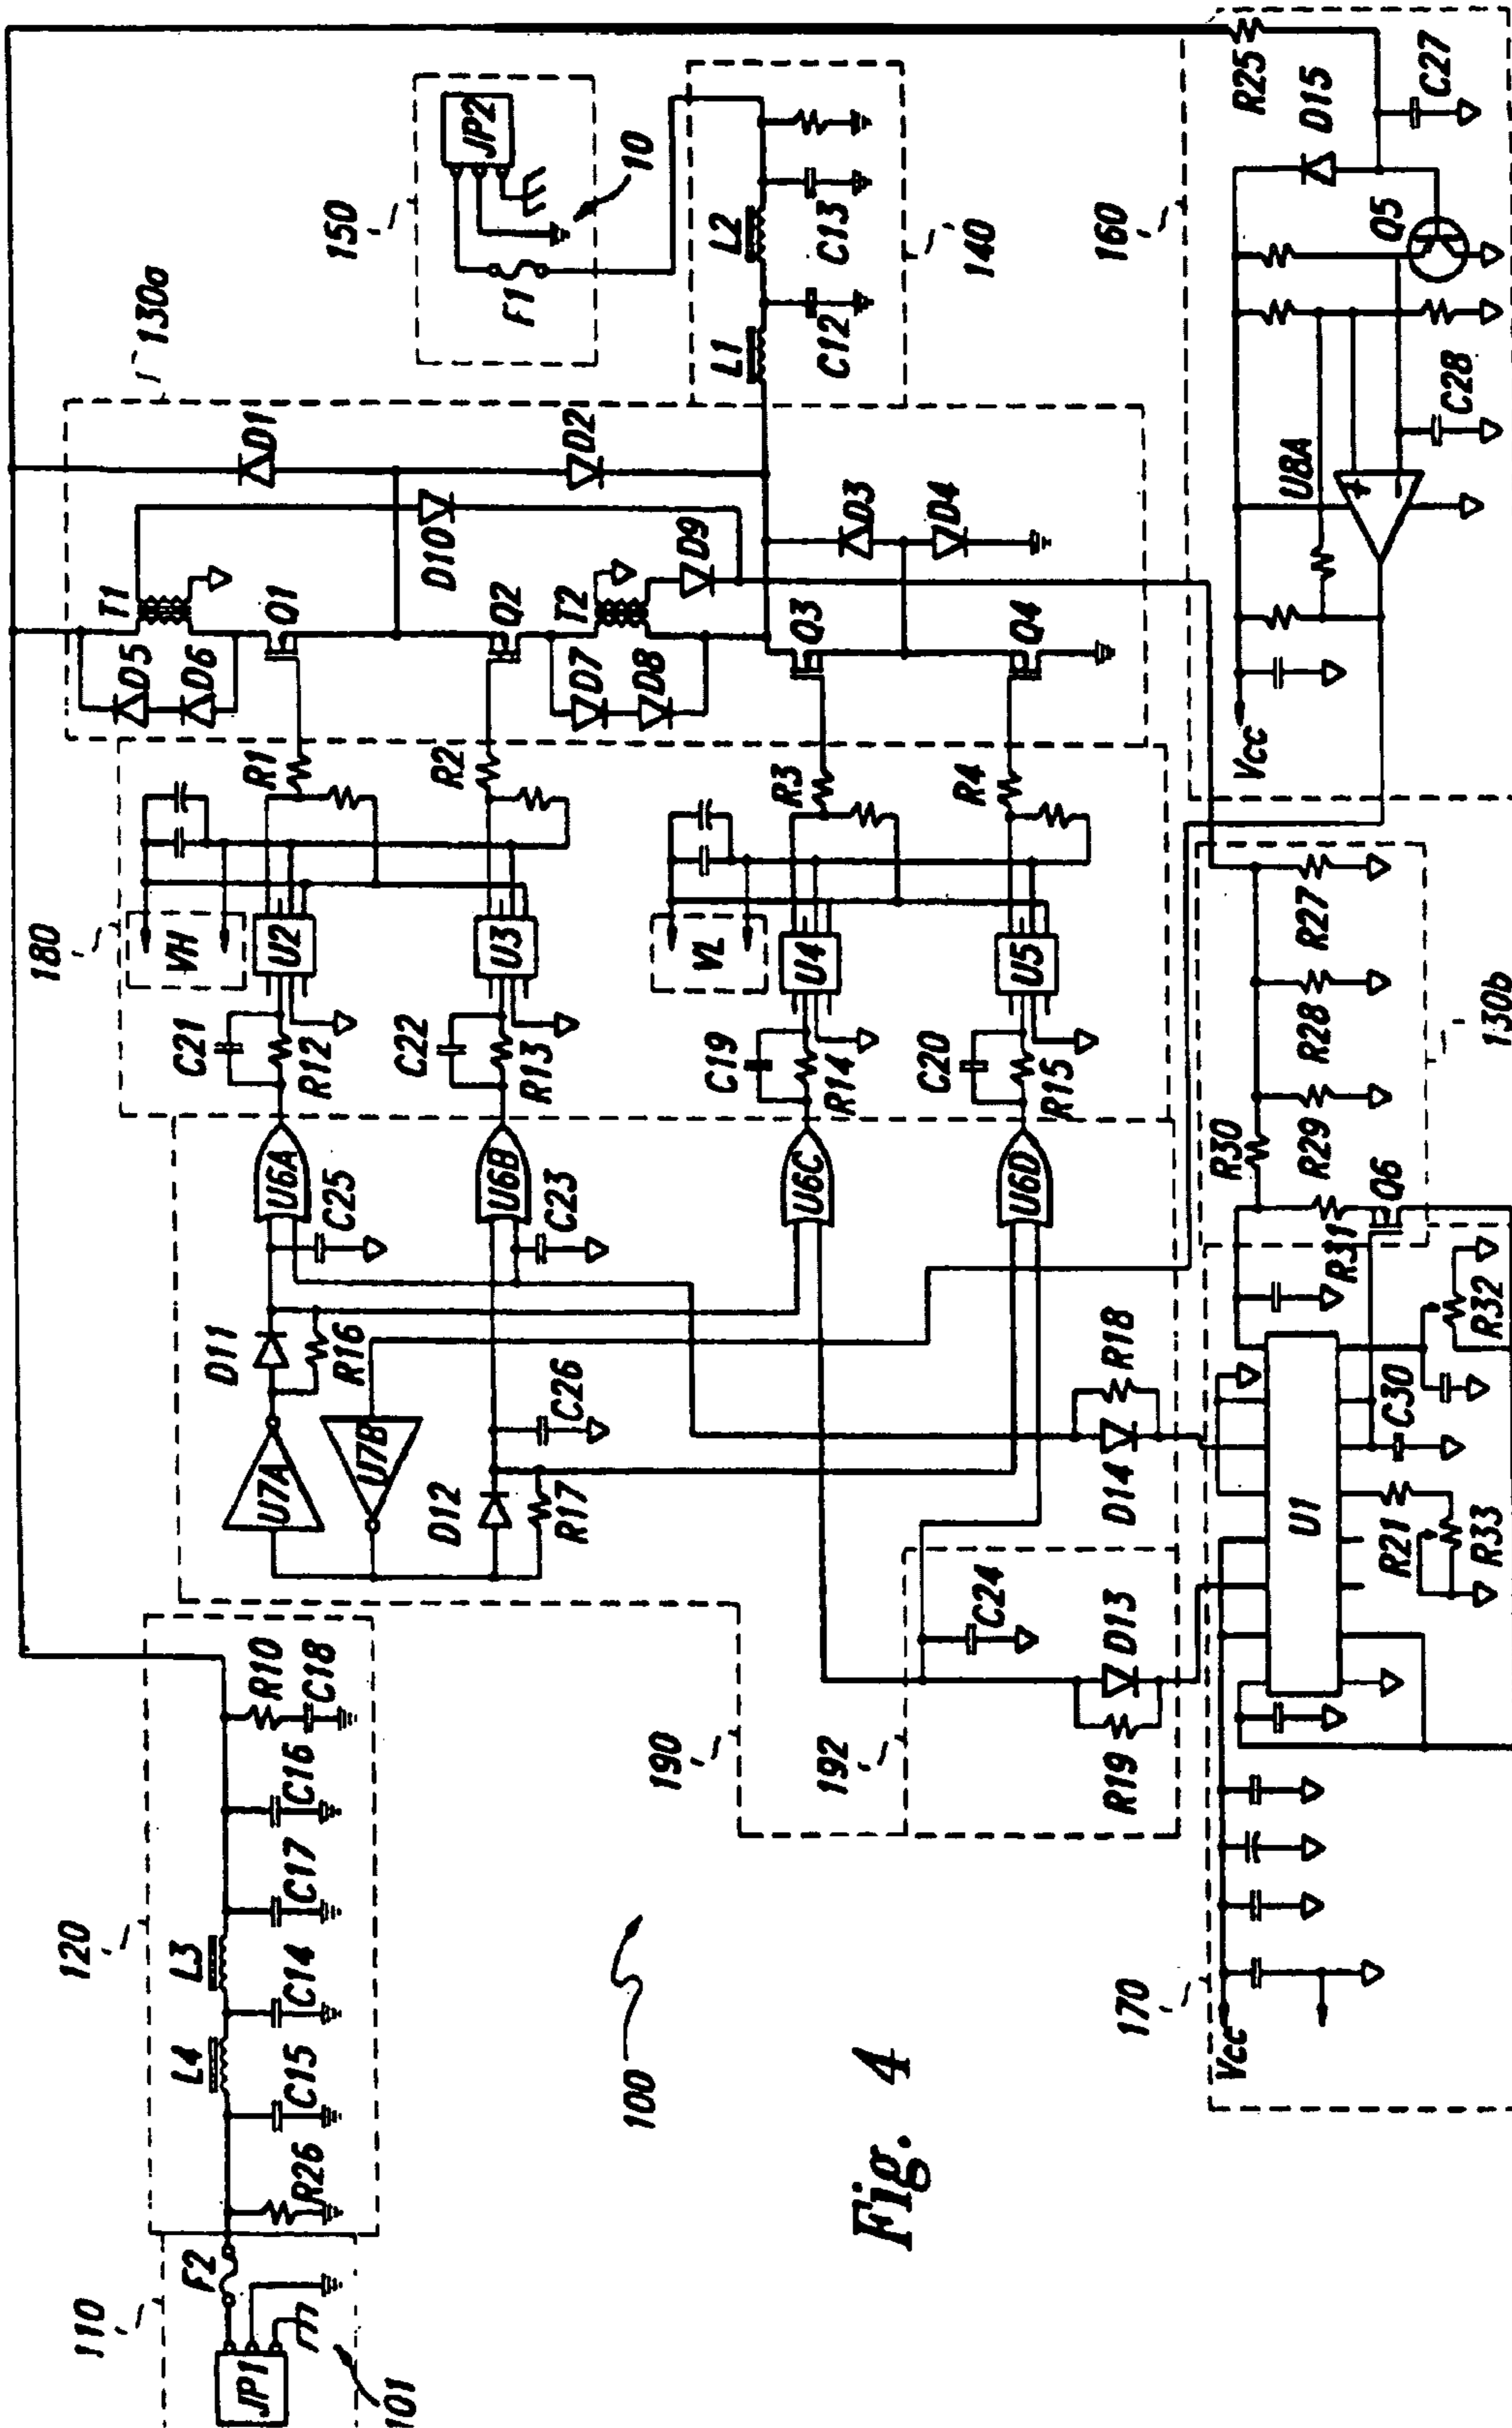 110
JP1
101
F2
120
R26
C15
L4
C14
L3
C17
C16
R10
C18
100
Fig. 4
190
192
U7A
U7B
D11
R16
D12
R17
C26
C25
C23
U6A
U6B
U6C
U6D
C24
D13
R19
D14
R18
180
VH
VL
C21
R12
U2
R1
C22
R13
U3
R2
C19
R14
U4
R3
C20
R15
U5
R4
130a
T1
D5
D6
Q1
D1
D10
D2
Q2
T2
D7
D8
D9
Q3
D3
D4
Q4
150
JP2
10
F1
140
L1
L2
C12
C13
160
R25
D15
C27
Q5
U8A
C28
Vcc
130b
R27
R28
R29
R30
R31
Q6
170
Vcc
U1
R32
C30
R21
R33